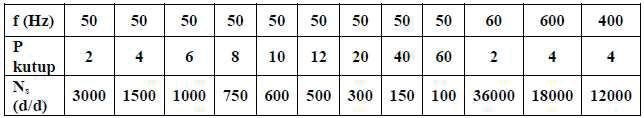 f (Hz) 50 50 50 50 50 50 50 50 50 60 600 400
P kutup 2 4 6 8 10 12 20 40 60 2 4 4
Ns (d/d) 3000 1500 1000 750 600 500 300 150 100 36000 18000 12000